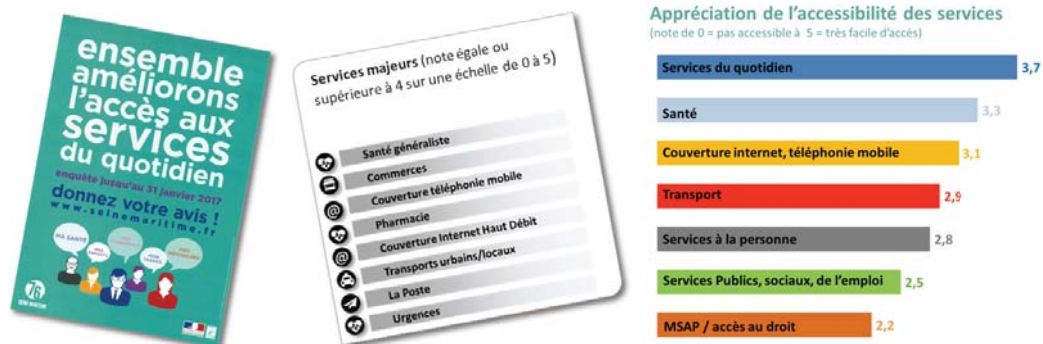 ensemble
améliorons
l'accès aux
services
du quotidien
enquête jusqu'au 31 janvier 2017
donnez votre avis !
www.seinemaritime.fr
MA SANTÉ
76
SEINE-MARITIME
Services majeurs (note égale ou
supérieure à 4 sur une échelle de 0 à 5)
Santé généraliste
Commerces
Couverture téléphonie mobile
Pharmacie
Couverture Internet Haut Débit
Transports urbains/locaux
La Poste
Urgences
Appréciation de l'accessibilité des services
(note de 0 = pas accessible à 5 = très facile d'accès)
Services du quotidien 3,7
Santé 3,3
Couverture internet, téléphonie mobile 3,1
Transport 2,9
Services à la personne 2,8
Services Publics, sociaux, de l'emploi 2,5
MSAP / accès au droit 2,2